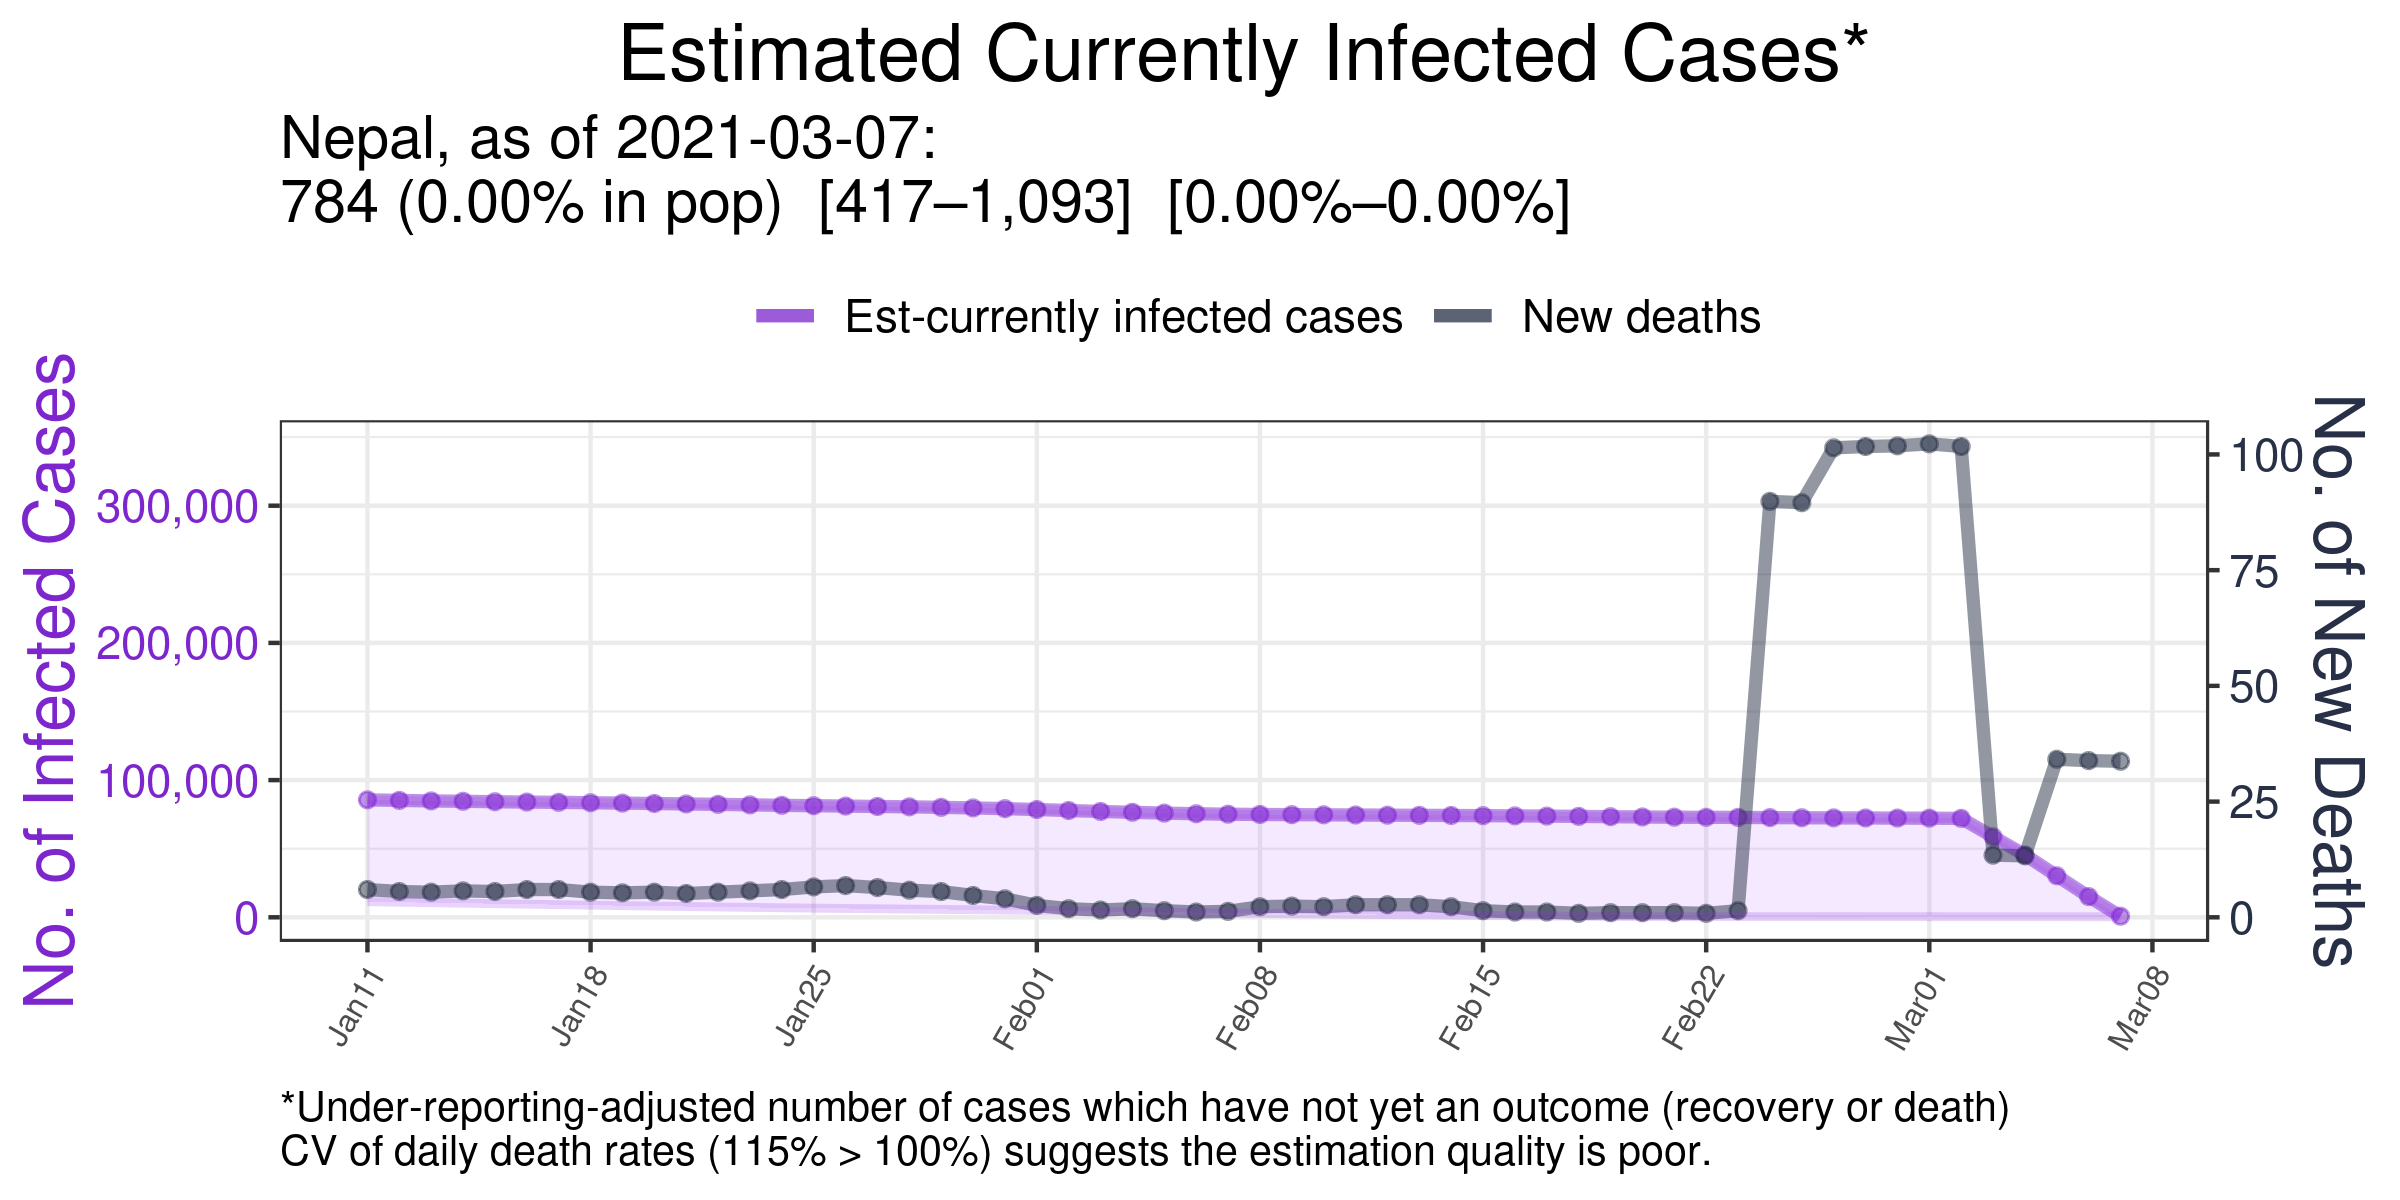 Estimated Currently Infected Cases*
Nepal, as of 2021-03-07:
784 (0.00% in pop)  [417–1,093]  [0.00%–0.00%]
Est-currently infected cases
New deaths
No. of Infected Cases
300,000
200,000
100,000
0
100
75
50
25
0
No. of New Deaths
Jan11
Jan18
Jan25
Feb01
Feb08
Feb15
Feb22
Mar01
Mar08
*Under-reporting-adjusted number of cases which have not yet an outcome (recovery or death)
CV of daily death rates (115% > 100%) suggests the estimation quality is poor.